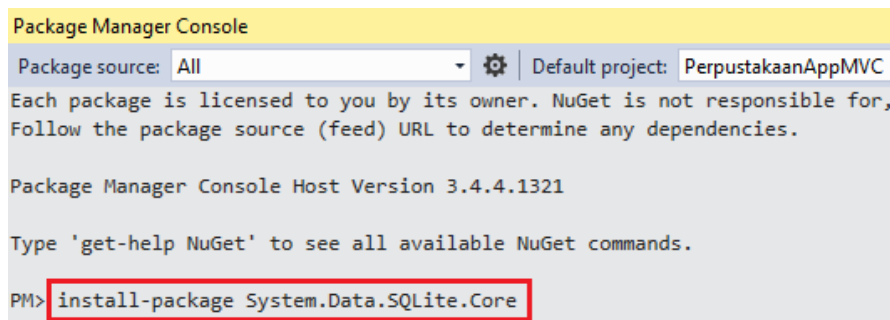 Package Manager Console
Package source: All Default project: PerpustakaanAppMVC
Each package is licensed to you by its owner. NuGet is not responsible for,
Follow the package source (feed) URL to determine any dependencies.
Package Manager Console Host Version 3.4.4.1321
Type 'get-help NuGet' to see all available NuGet commands.
PM> install-package System.Data.SQLite.Core